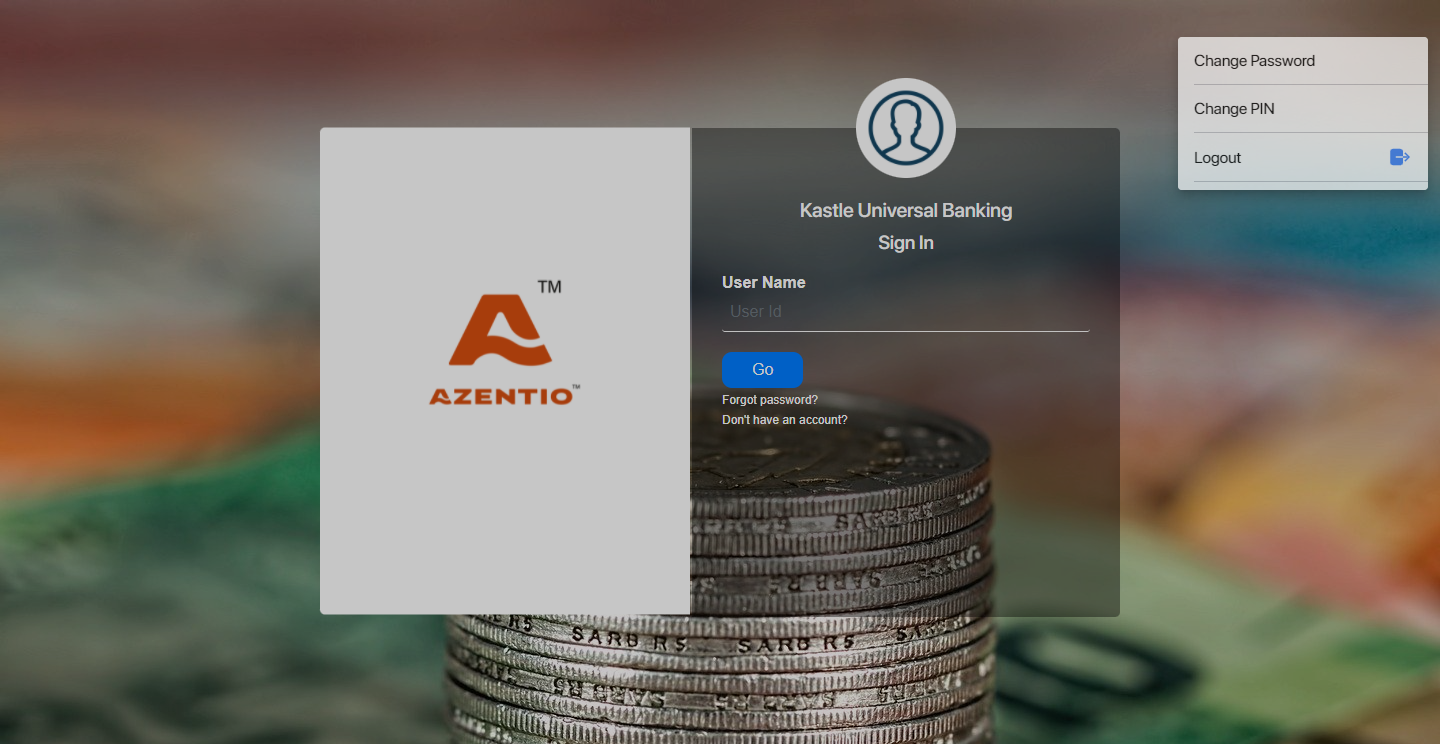 Change Password
Change PIN
Logout
Kastle Universal Banking
Sign In
User Name
User Id
Go
Forgot password?
Don't have an account?
TM
AZENTIO™
SARB R5
SARB R5
SARB R5